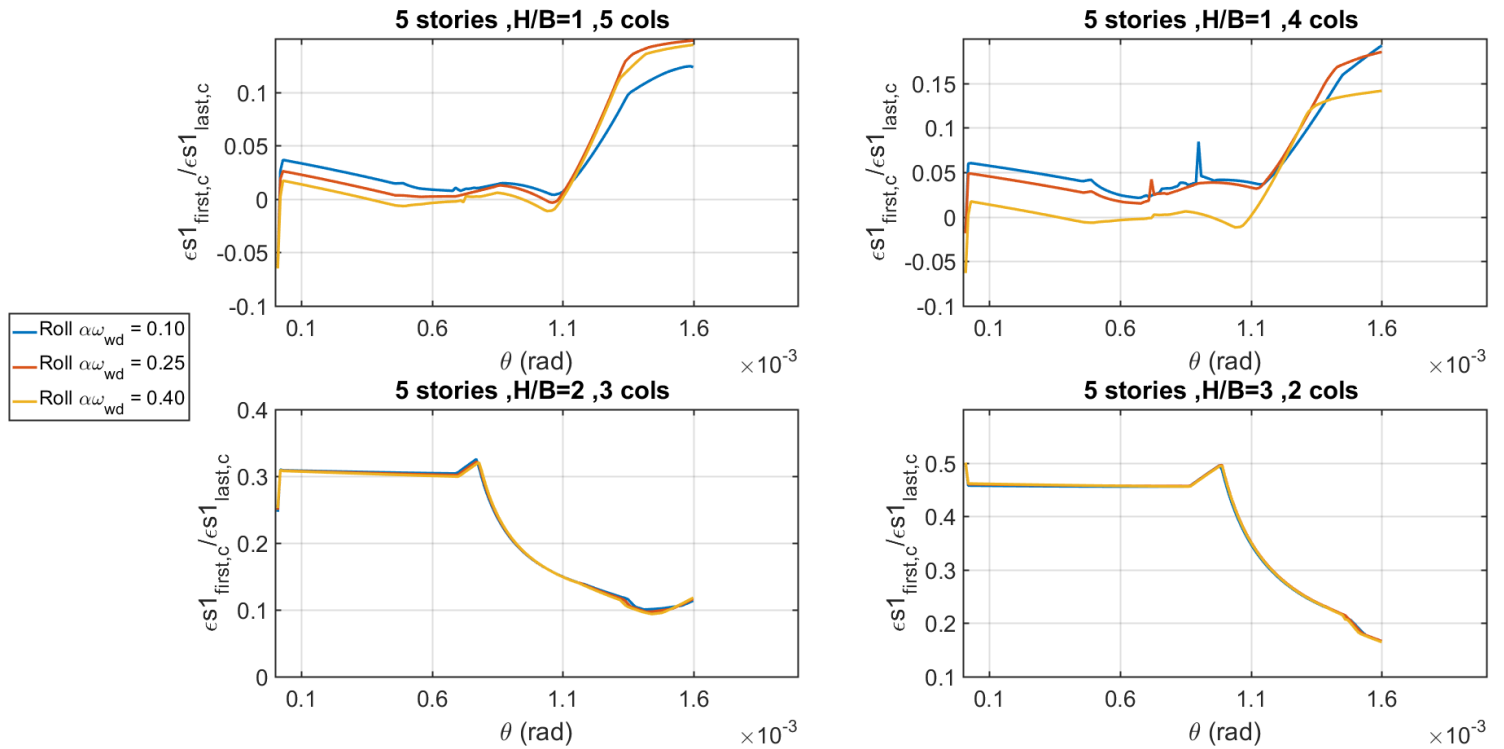 5 stories ,H/B=1 ,5 cols
0.1
0.05
0
-0.05
-0.1
ϵs1first,c/ϵs1last,c
0.1 0.6 1.1 1.6
θ (rad)
×10-3
5 stories ,H/B=1 ,4 cols
0.15
0.1
0.05
0
-0.05
-0.1
ϵs1first,c/ϵs1last,c
0.1 0.6 1.1 1.6
θ (rad)
×10-3
Roll αωwd = 0.10
Roll αωwd = 0.25
Roll αωwd = 0.40
5 stories ,H/B=2 ,3 cols
0.4
0.3
0.2
0.1
0
ϵs1first,c/ϵs1last,c
0.1 0.6 1.1 1.6
θ (rad)
×10-3
5 stories ,H/B=3 ,2 cols
0.5
0.4
0.3
0.2
0.1
ϵs1first,c/ϵs1last,c
0.1 0.6 1.1 1.6
θ (rad)
×10-3